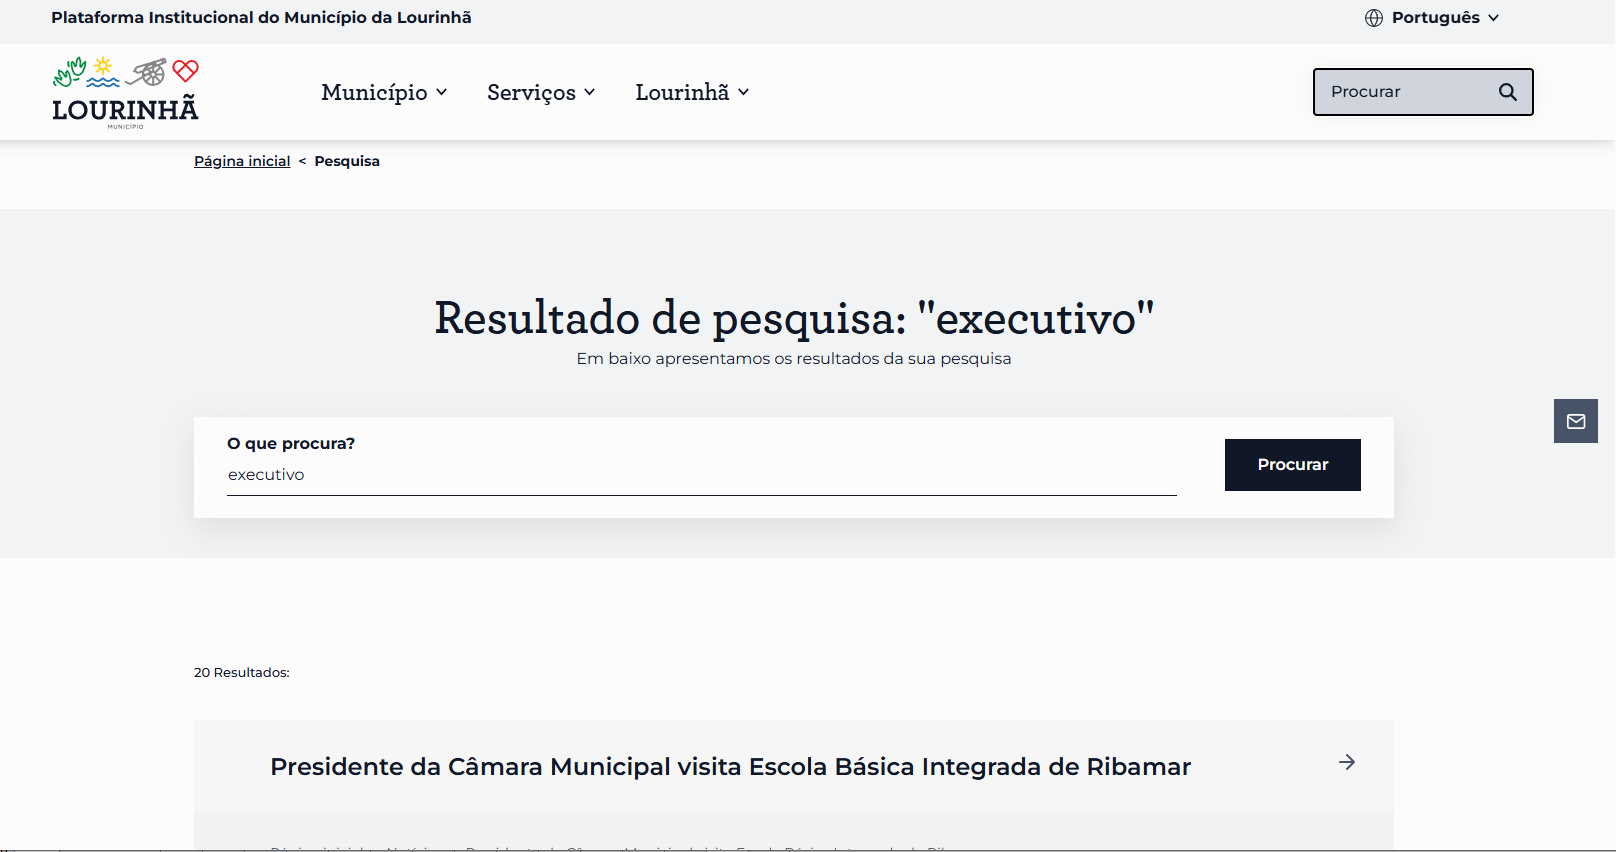 Plataforma Institucional do Município da Lourinhã
Português
LOURINHÃ
MUNICÍPIO
Município
Serviços
Lourinhã
Procurar
Página inicial < Pesquisa
Resultado de pesquisa: "executivo"
Em baixo apresentamos os resultados da sua pesquisa
O que procura?
executivo
Procurar
20 Resultados:
Presidente da Câmara Municipal visita Escola Básica Integrada de Ribamar